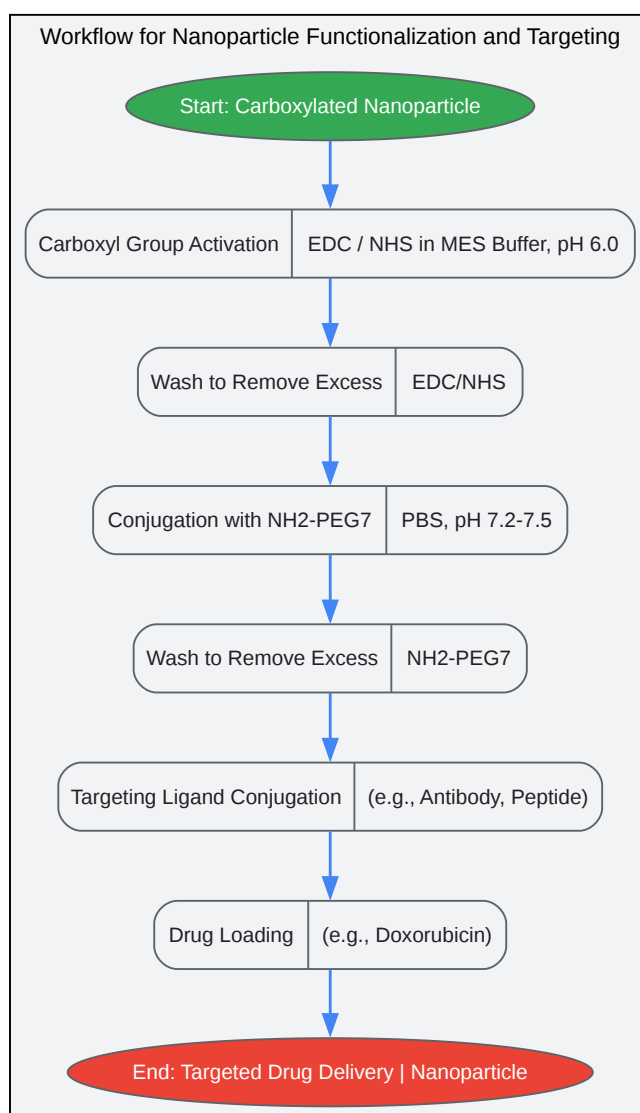 Workflow for Nanoparticle Functionalization and Targeting
Start: Carboxylated Nanoparticle
Carboxyl Group Activation EDC / NHS in MES Buffer, pH 6.0
Wash to Remove Excess EDC/NHS
Conjugation with NH2-PEG7 PBS, pH 7.2-7.5
Wash to Remove Excess NH2-PEG7
Targeting Ligand Conjugation (e.g., Antibody, Peptide)
Drug Loading (e.g., Doxorubicin)
End: Targeted Drug Delivery | Nanoparticle